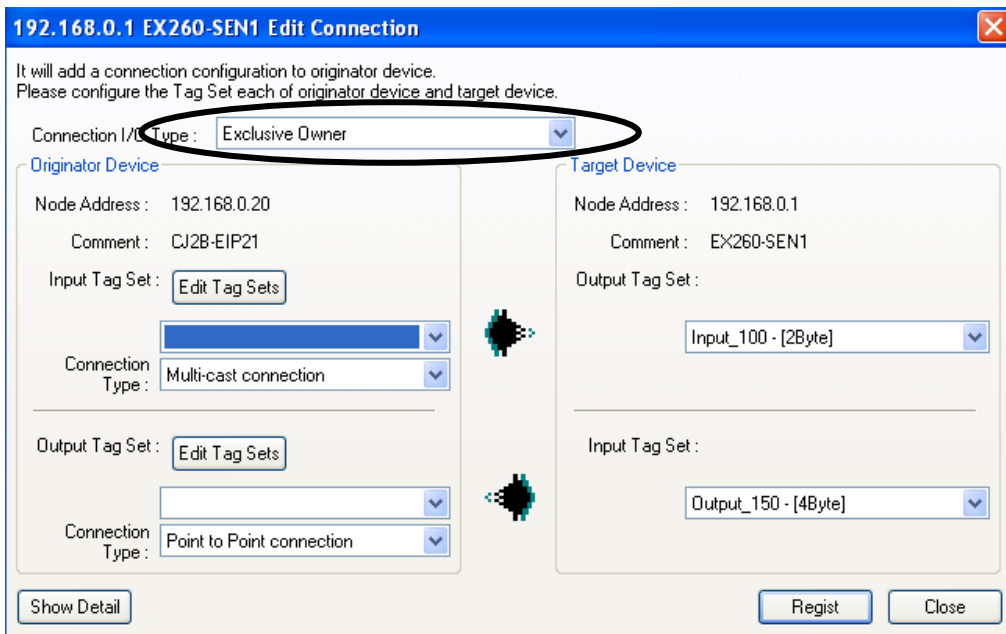 192.168.0.1 EX260-SEN1 Edit Connection
It will add a connection configuration to originator device.
Please configure the Tag Set each of originator device and target device.
Connection I/O Type : Exclusive Owner
Originator Device
Node Address : 192.168.0.20
Comment : CJ2B-EIP21
Input Tag Set : Edit Tag Sets
Connection Type : Multi-cast connection
Output Tag Set : Edit Tag Sets
Connection Type : Point to Point connection
Target Device
Node Address : 192.168.0.1
Comment : EX260-SEN1
Output Tag Set :
Input_100 - [2Byte]
Input Tag Set :
Output_150 - [4Byte]
Show Detail
Regist
Close